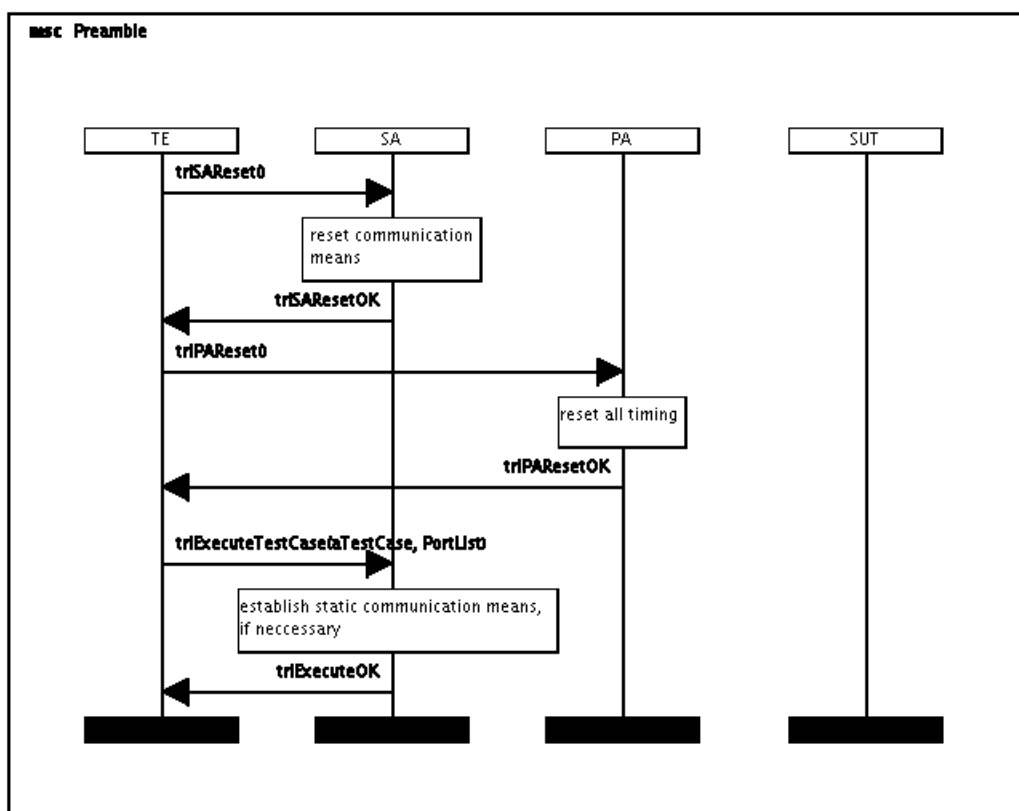 msc Preamble
TE SA PA SUT
triSAReset()
reset communication
means
triSAResetOK
triPAReset()
reset all timing
triPAResetOK
triExecuteTestCase(aTestCase, PortList)
establish static communication means,
if neccessary
triExecuteOK